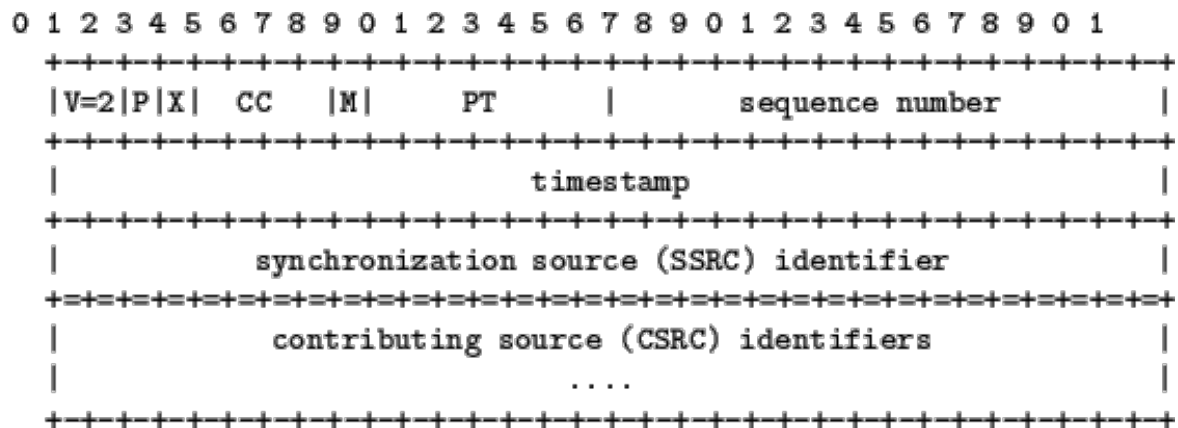 0 1 2 3 4 5 6 7 8 9 0 1 2 3 4 5 6 7 8 9 0 1 2 3 4 5 6 7 8 9 0 1
+-+-+-+-+-+-+-+-+-+-+-+-+-+-+-+-+-+-+-+-+-+-+-+-+-+-+-+-+-+-+-+-+
|V=2|P|X|  CC   |M|     PT      |       sequence number         |
+-+-+-+-+-+-+-+-+-+-+-+-+-+-+-+-+-+-+-+-+-+-+-+-+-+-+-+-+-+-+-+-+
|                           timestamp                           |
+-+-+-+-+-+-+-+-+-+-+-+-+-+-+-+-+-+-+-+-+-+-+-+-+-+-+-+-+-+-+-+-+
|           synchronization source (SSRC) identifier            |
+=+=+=+=+=+=+=+=+=+=+=+=+=+=+=+=+=+=+=+=+=+=+=+=+=+=+=+=+=+=+=+=+
|            contributing source (CSRC) identifiers             |
|                             ....                              |
+-+-+-+-+-+-+-+-+-+-+-+-+-+-+-+-+-+-+-+-+-+-+-+-+-+-+-+-+-+-+-+-+